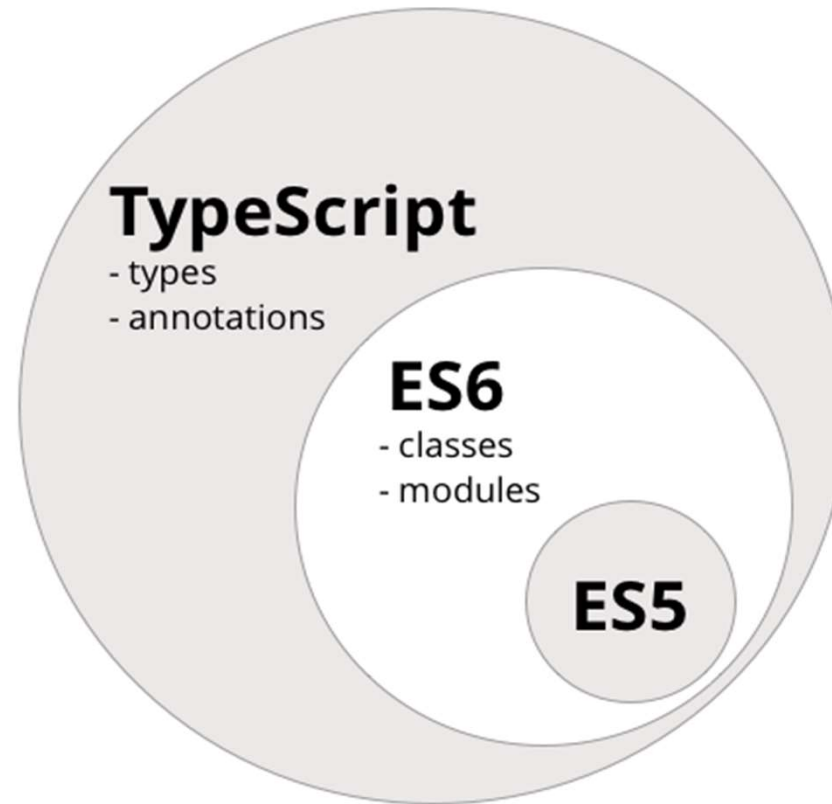 TypeScript
- types
- annotations
ES6
- classes
- modules
ES5